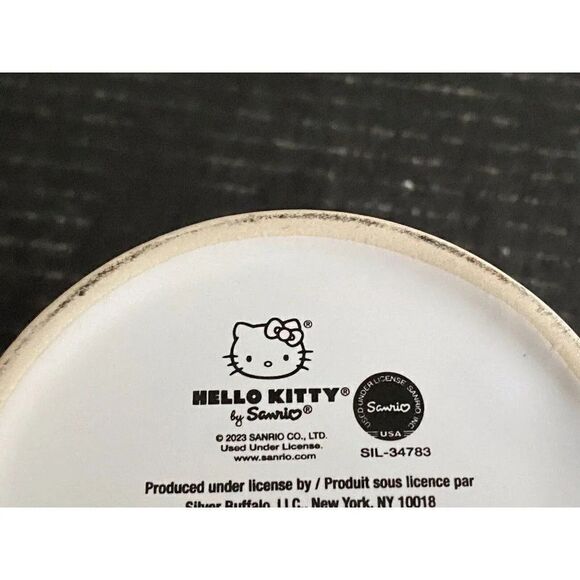 HELLO KITTY®
by Sanrio®
© 2023 SANRIO CO., LTD.
Used Under License.
www.sanrio.com
USED UNDER LICENSE SANRIO INC
Sanrio
USA
SIL-34783
Produced under license by / Produit sous licence par
Silver Buffalo, LLC., New York, NY 10018